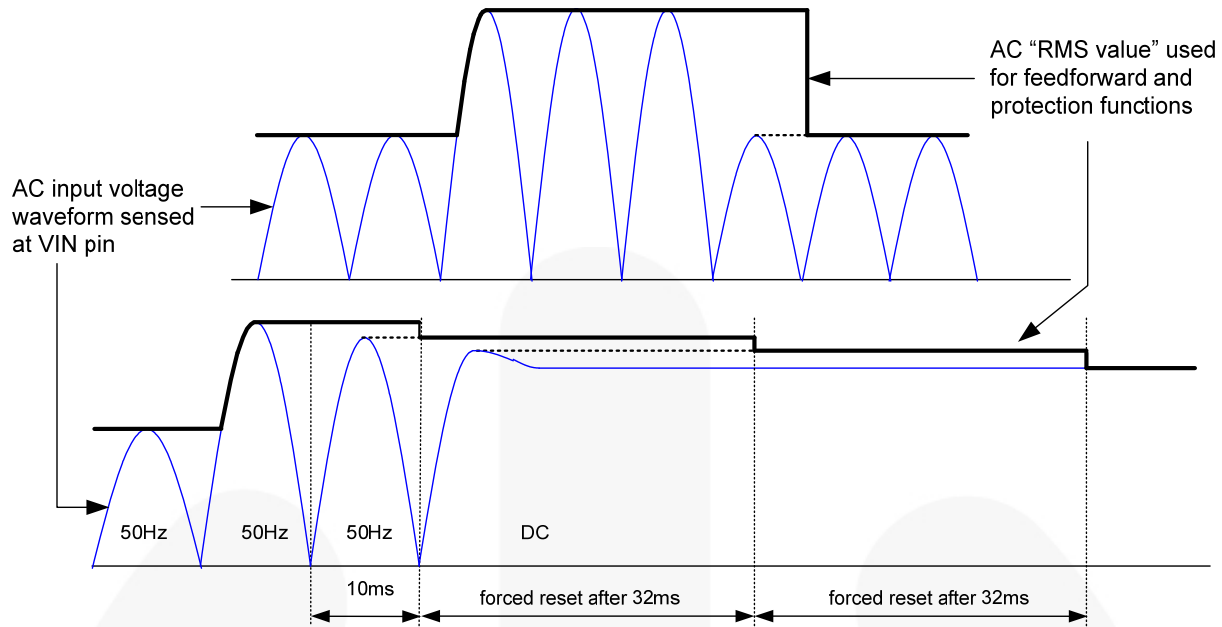 AC “RMS value” used
for feedforward and
protection functions
AC input voltage
waveform sensed
at VIN pin
50Hz
50Hz
50Hz
DC
10ms
forced reset after 32ms
forced reset after 32ms